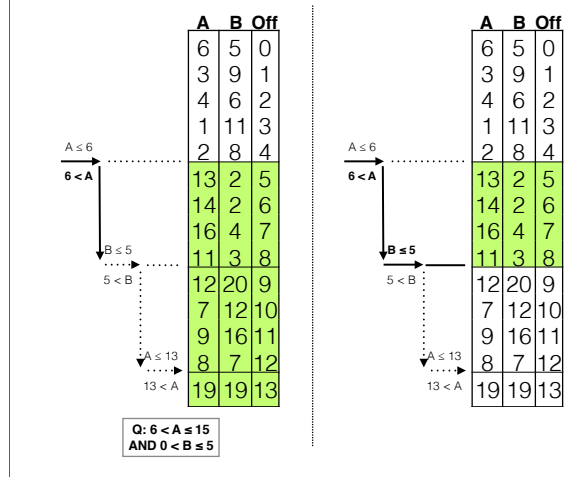 A B Off A B Off
6 5 0 6 5 0
3 9 1 3 9 1
4 6 2 4 6 2
1 11 3 1 11 3
A ≤ 6 2 8 4 A ≤ 6 2 8 4
6 < A 13 2 5 6 < A 13 2 5
14 2 6 14 2 6
16 4 7 16 4 7
B ≤ 5 11 3 8 B ≤ 5 11 3 8
5 < B 12 20 9 5 < B 12 20 9
7 12 10 7 12 10
9 16 11 9 16 11
A ≤ 13 8 7 12 A ≤ 13 8 7 12
13 < A 19 19 13 13 < A 19 19 13
Q: 6 < A ≤ 15
AND 0 < B ≤ 5